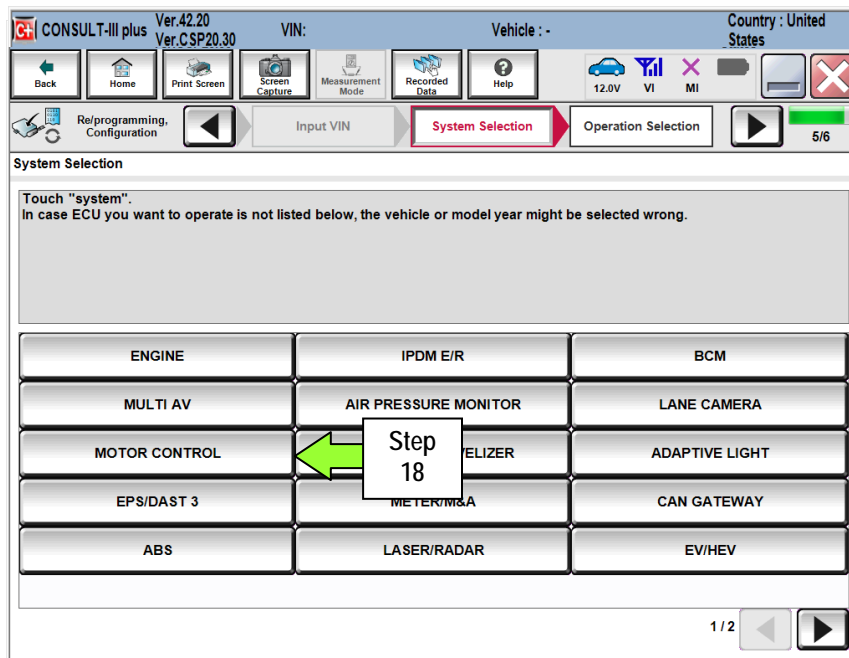 C+ CONSULT-III plus Ver.42.20 Ver.CSP20.30 VIN: Vehicle : - Country : United States
Back
Home
Print Screen
Screen Capture
Measurement Mode
Recorded Data
Help
12.0V
VI
MI
Re/programming, Configuration
Input VIN
System Selection
Operation Selection
5/6
System Selection
Touch "system".
In case ECU you want to operate is not listed below, the vehicle or model year might be selected wrong.
ENGINE
IPDM E/R
BCM
MULTI AV
AIR PRESSURE MONITOR
LANE CAMERA
MOTOR CONTROL
Step
18
ADAPTIVE LIGHT
EPS/DAST 3
METER/M&A
CAN GATEWAY
ABS
LASER/RADAR
EV/HEV
1 / 2